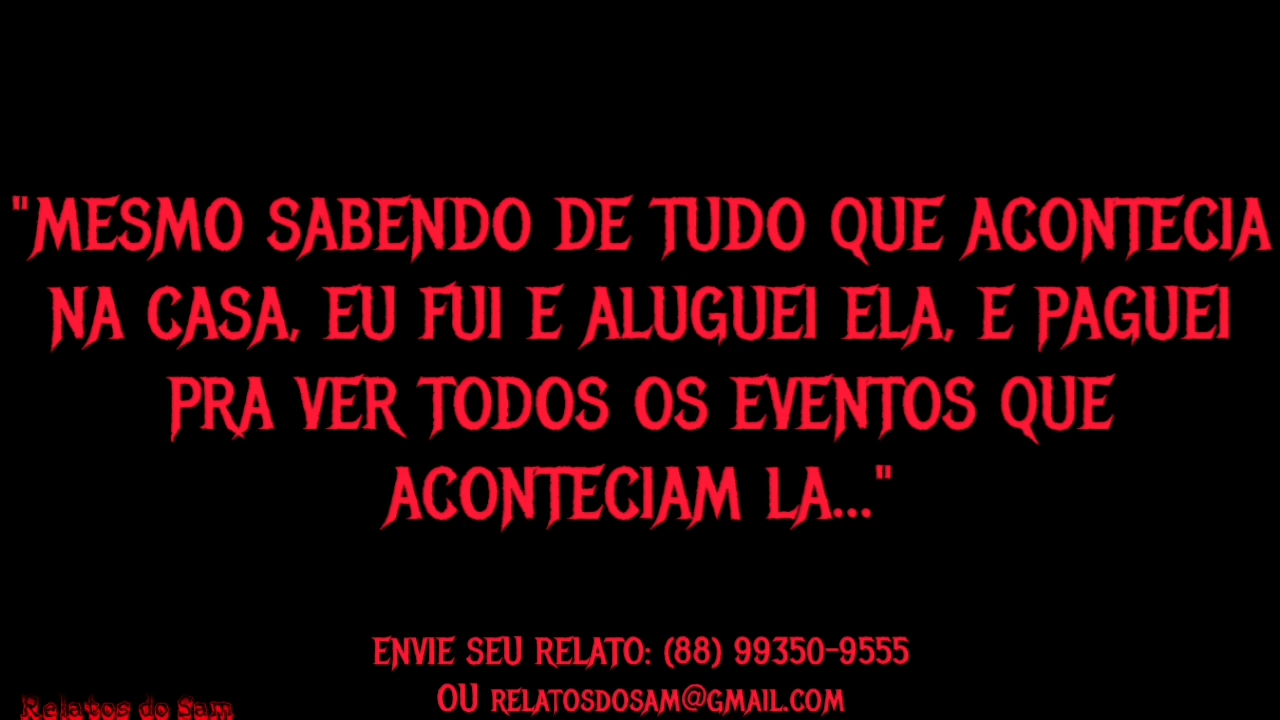 "MESMO SABENDO DE TUDO QUE ACONTECIA
NA CASA, EU FUI E ALUGUEI ELA, E PAGUEI
PRA VER TODOS OS EVENTOS QUE
ACONTECIAM LA..."
ENVIE SEU RELATO: (88) 99350-9555
OU RELATOSDOSAM@GMAIL.COM
Relatos do Sam